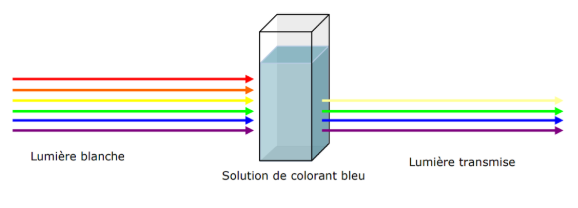 Lumière blanche
Solution de colorant bleu
Lumière transmise